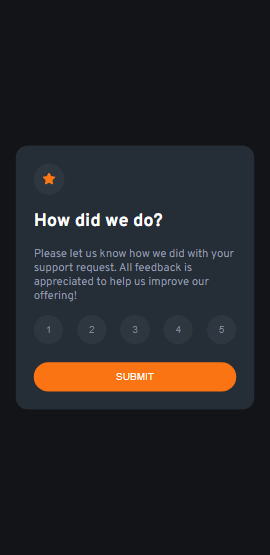 How did we do?
Please let us know how we did with your
support request. All feedback is
appreciated to help us improve our
offering!
1 2 3 4 5
SUBMIT